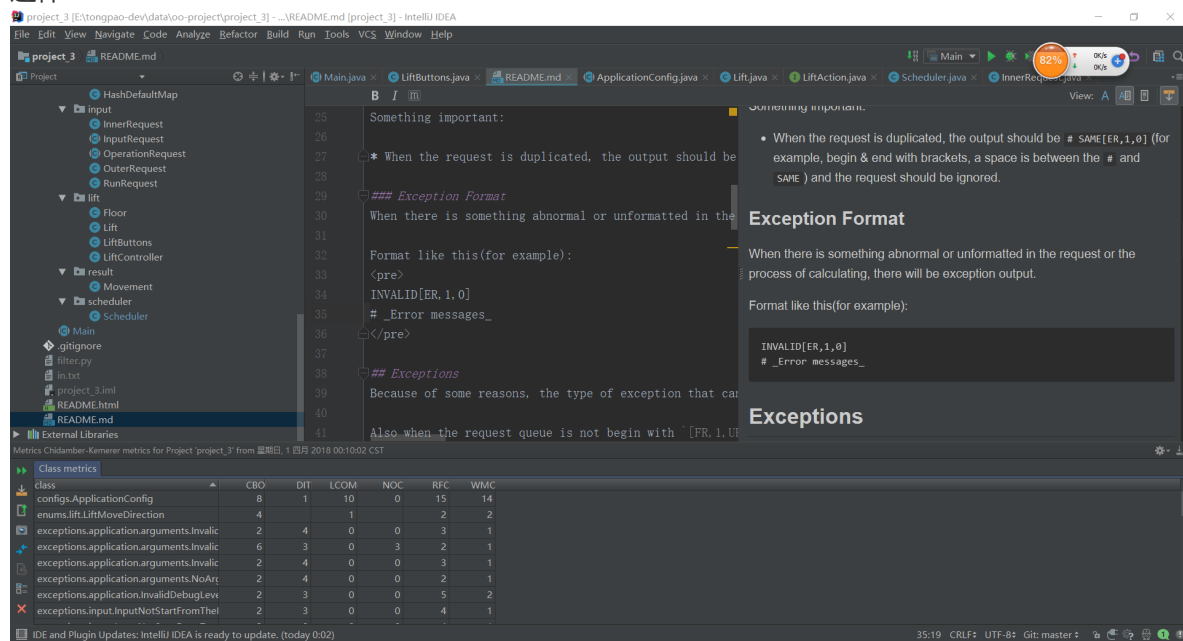 project_3 [E:\tongpao-dev\data\oo-project\project_3] - ...\README.md [project_3] - IntelliJ IDEA
File Edit View Navigate Code Analyze Refactor Build Run Tools VCS Window Help
project_3 README.md Main 82% 0K/s
0K/s
Project Main.java LiftButtons.java README.md ApplicationConfig.java Lift.java LiftAction.java Scheduler.java InnerRequest.java
B I View: A
HashDefaultMap
input
InnerRequest
InputRequest
OperationRequest
OuterRequest
RunRequest
lift
Floor
Lift
LiftButtons
LiftController
result
Movement
scheduler
Scheduler
Main
.gitignore
filter.py
in.txt
project_3.iml
README.html
README.md
External Libraries
25 Something important:
26
27 * When the request is duplicated, the output should be
28
29 ### Exception Format
30 When there is something abnormal or unformatted in the
31
32 Format like this(for example):
33 <pre>
34 INVALID[ER,1,0]
35 # _Error messages_
36 </pre>
37
38 ## Exceptions
39 Because of some reasons, the type of exception that can
40
41 Also when the request queue is not begin with `[FR,1,UP
Something important:
• When the request is duplicated, the output should be # SAME[ER,1,0] (for
example, begin & end with brackets, a space is between the # and
SAME ) and the request should be ignored.
Exception Format
When there is something abnormal or unformatted in the request or the
process of calculating, there will be exception output.
Format like this(for example):
INVALID[ER,1,0]
# _Error messages_
Exceptions
Metrics Chidamber-Kemerer metrics for Project 'project_3' from 星期日, 1 四月 2018 00:10:02 CST
Class metrics
class CBO DIT LCOM NOC RFC WMC
configs.ApplicationConfig 8 1 10 0 15 14
enums.lift.LiftMoveDirection 4 1 2 2
exceptions.application.arguments.Invalid 2 4 0 0 3 1
exceptions.application.arguments.Invalid 6 3 0 3 2 1
exceptions.application.arguments.Invalid 2 4 0 0 3 1
exceptions.application.arguments.NoArg 2 4 0 0 2 1
exceptions.application.InvalidDebugLeve 2 3 0 0 5 2
exceptions.input.InputNotStartFromTheI 2 3 0 0 4 1
IDE and Plugin Updates: IntelliJ IDEA is ready to update. (today 0:02) 35:19 CRLF UTF-8 Git: master 1